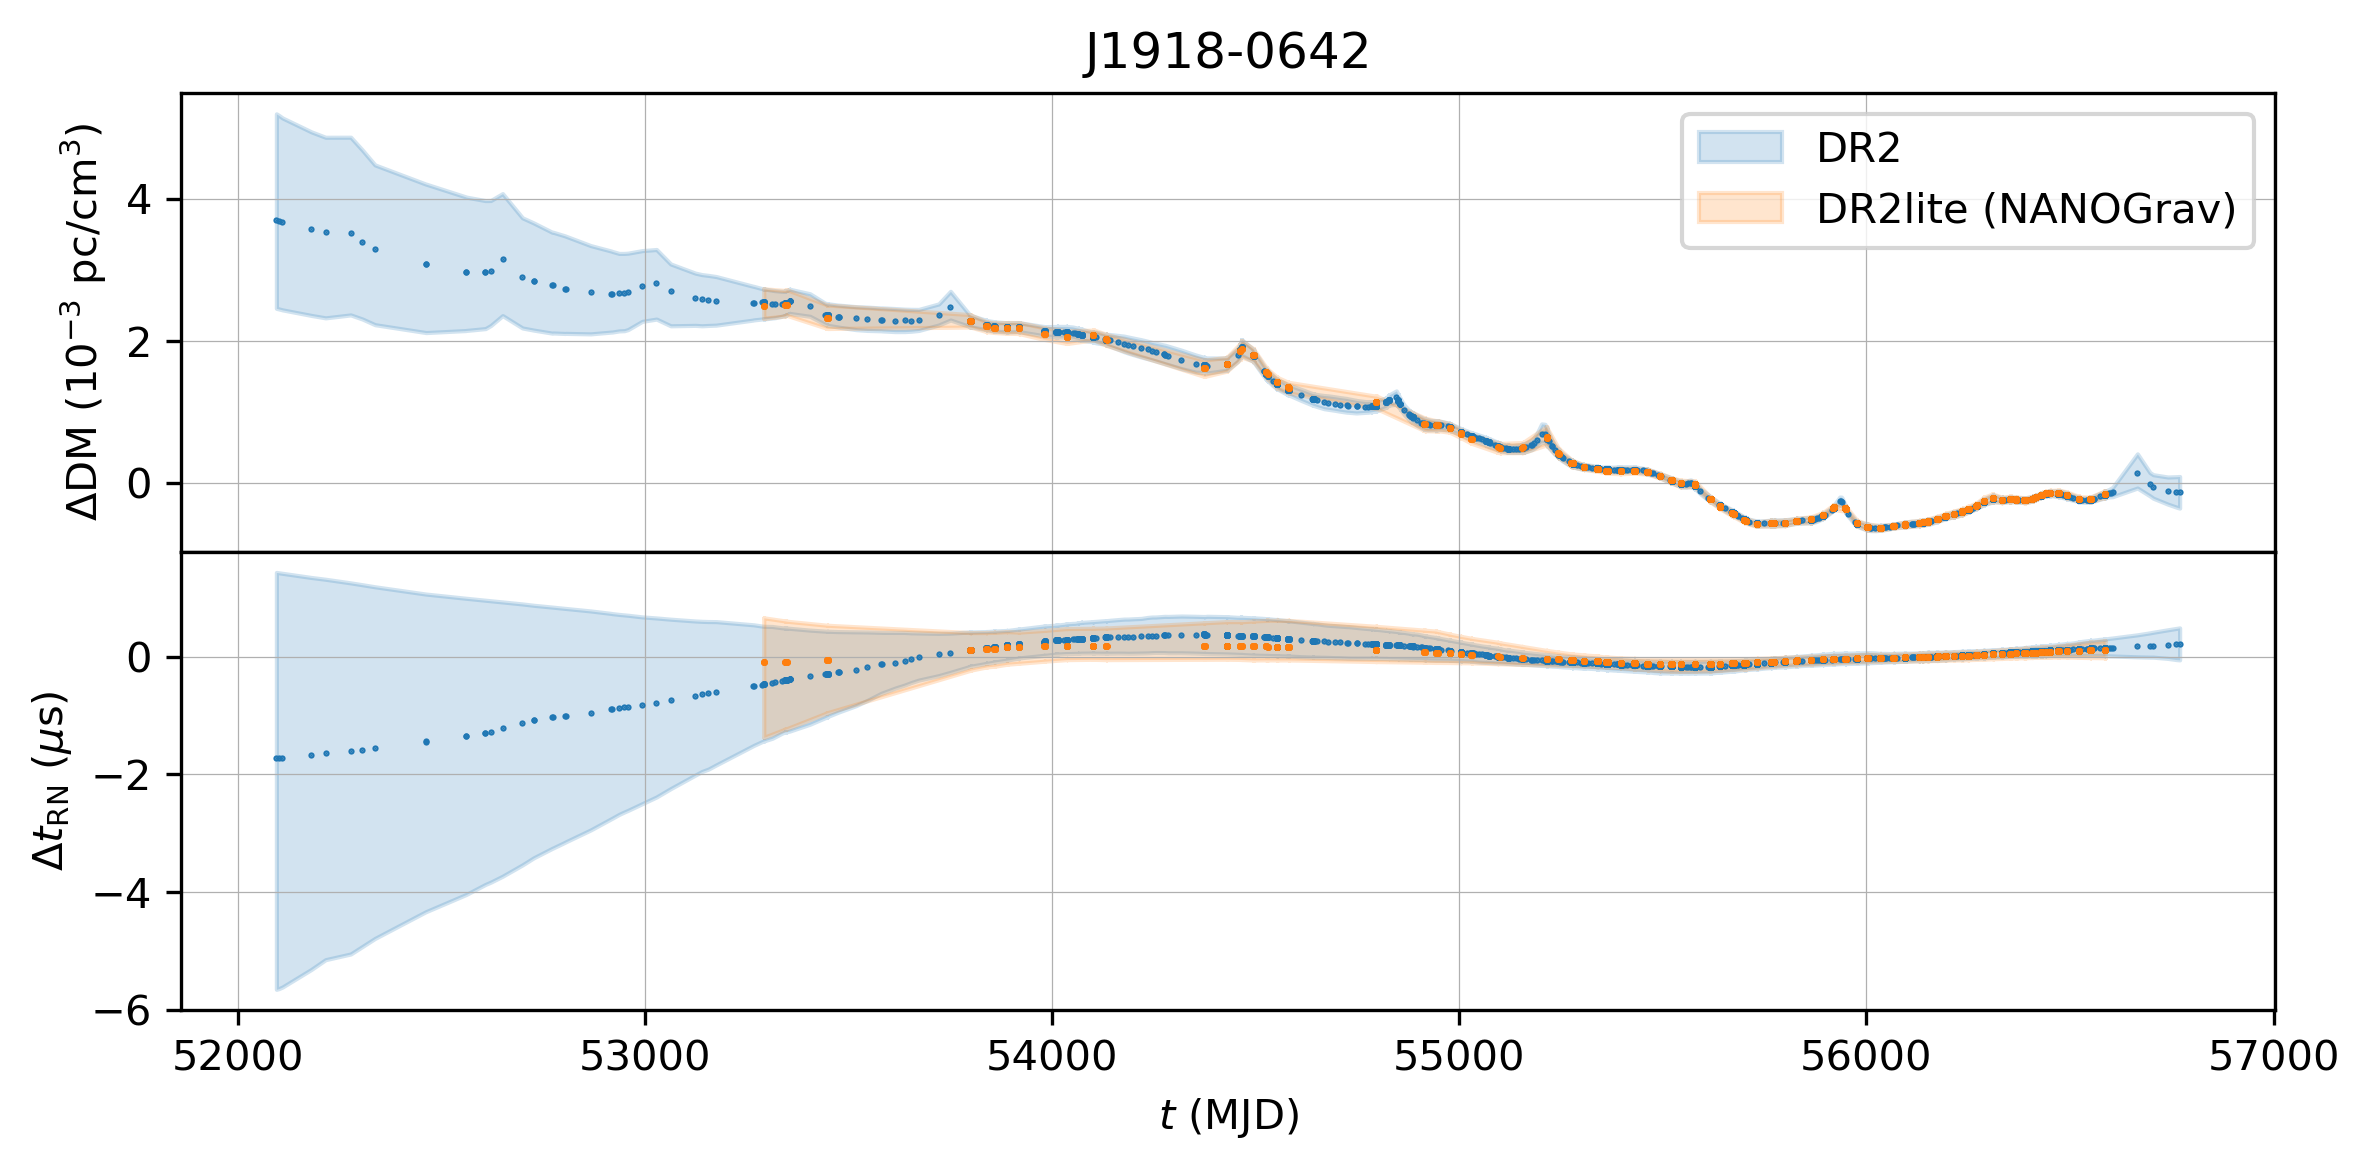 J1918-0642
ΔDM (10⁻³ pc/cm³)
4
2
0
DR2
DR2lite (NANOGrav)
Δt_RN (μs)
0
−2
−4
−6
52000 53000 54000 55000 56000 57000
t (MJD)